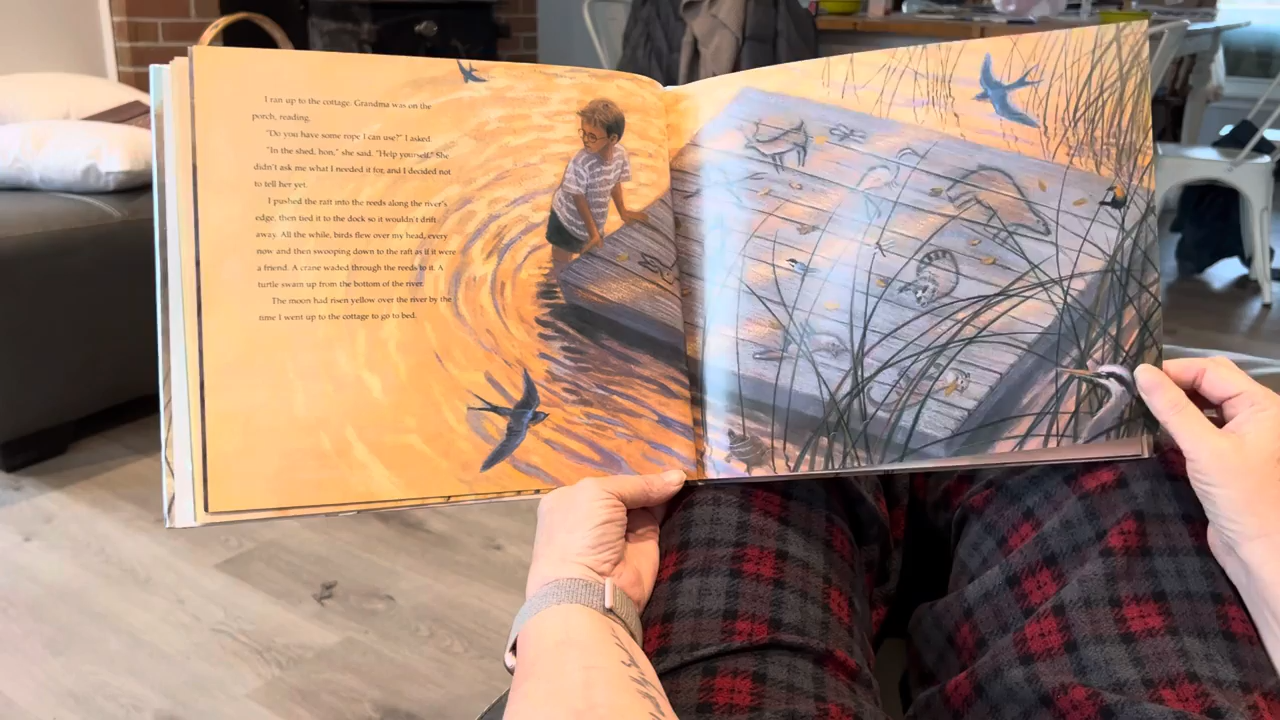 I ran up to the cottage. Grandma was on the
porch, reading.
"Do you have some rope I can use?" I asked.
"In the shed, hon," she said. "Help yourself." She
didn't ask me what I needed it for, and I decided not
to tell her yet.
I pushed the raft into the reeds along the river's
edge, then tied it to the dock so it wouldn't drift
away. All the while, birds flew over my head, every
now and then swooping down to the raft as if it were
a friend. A crane waded through the reeds to it. A
turtle swam up from the bottom of the river.
The moon had risen yellow over the river by the
time I went up to the cottage to go to bed.